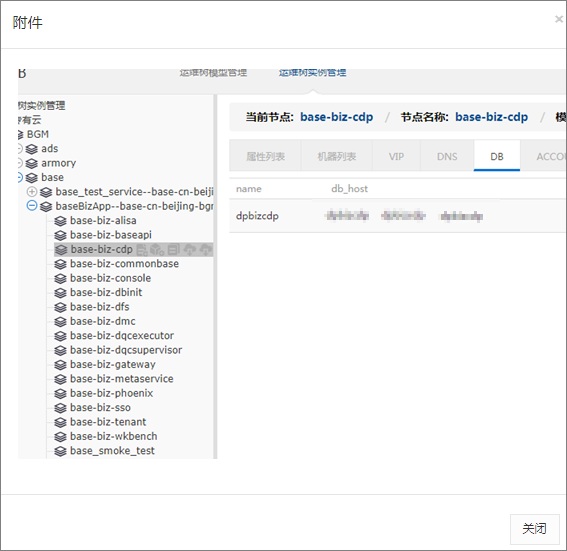 附件
×
B
运维树模型管理
运维树实例管理
树实例管理
专有云
BGM
ads
armory
base
base_test_service--base-cn-beiji
baseBizApp--base-cn-beijing-bgr
base-biz-alisa
base-biz-baseapi
base-biz-cdp
base-biz-commonbase
base-biz-console
base-biz-dbinit
base-biz-dfs
base-biz-dmc
base-biz-dqcexecutor
base-biz-dqcsupervisor
base-biz-gateway
base-biz-metaservice
base-biz-phoenix
base-biz-sso
base-biz-tenant
base-biz-wkbench
base_smoke_test
当前节点: base-biz-cdp / 节点名称: base-biz-cdp / 模
属性列表 机器列表 VIP DNS DB ACCOU
name db_host
dpbizcdp
关闭